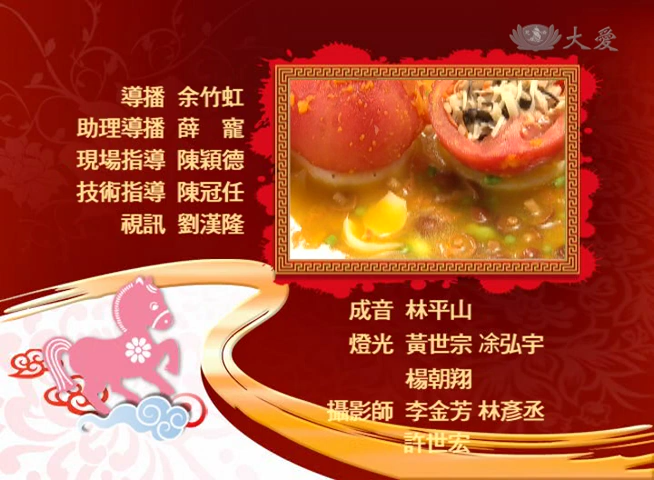 大愛
導播 余竹虹
助理導播 薛 寵
現場指導 陳穎德
技術指導 陳冠任
視訊 劉漢隆
成音 林平山
燈光 黃世宗 凃弘宇
楊朝翔
攝影師 李金芳 林彥丞
許世宏